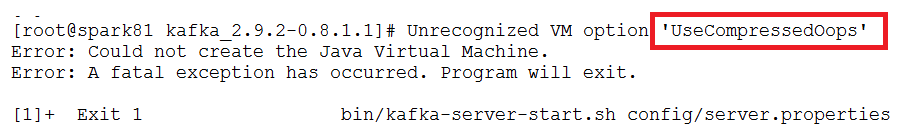 [root@spark81 kafka_2.9.2-0.8.1.1]# Unrecognized VM option 'UseCompressedOops'
Error: Could not create the Java Virtual Machine.
Error: A fatal exception has occurred. Program will exit.
[1]+  Exit 1                  bin/kafka-server-start.sh config/server.properties